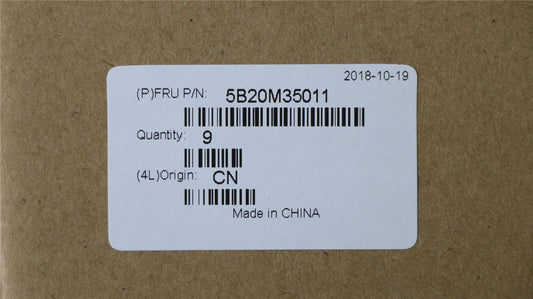 2018-10-19
(P)FRU P/N: 5B20M35011
Quantity: 9
(4L)Origin: CN
Made in CHINA